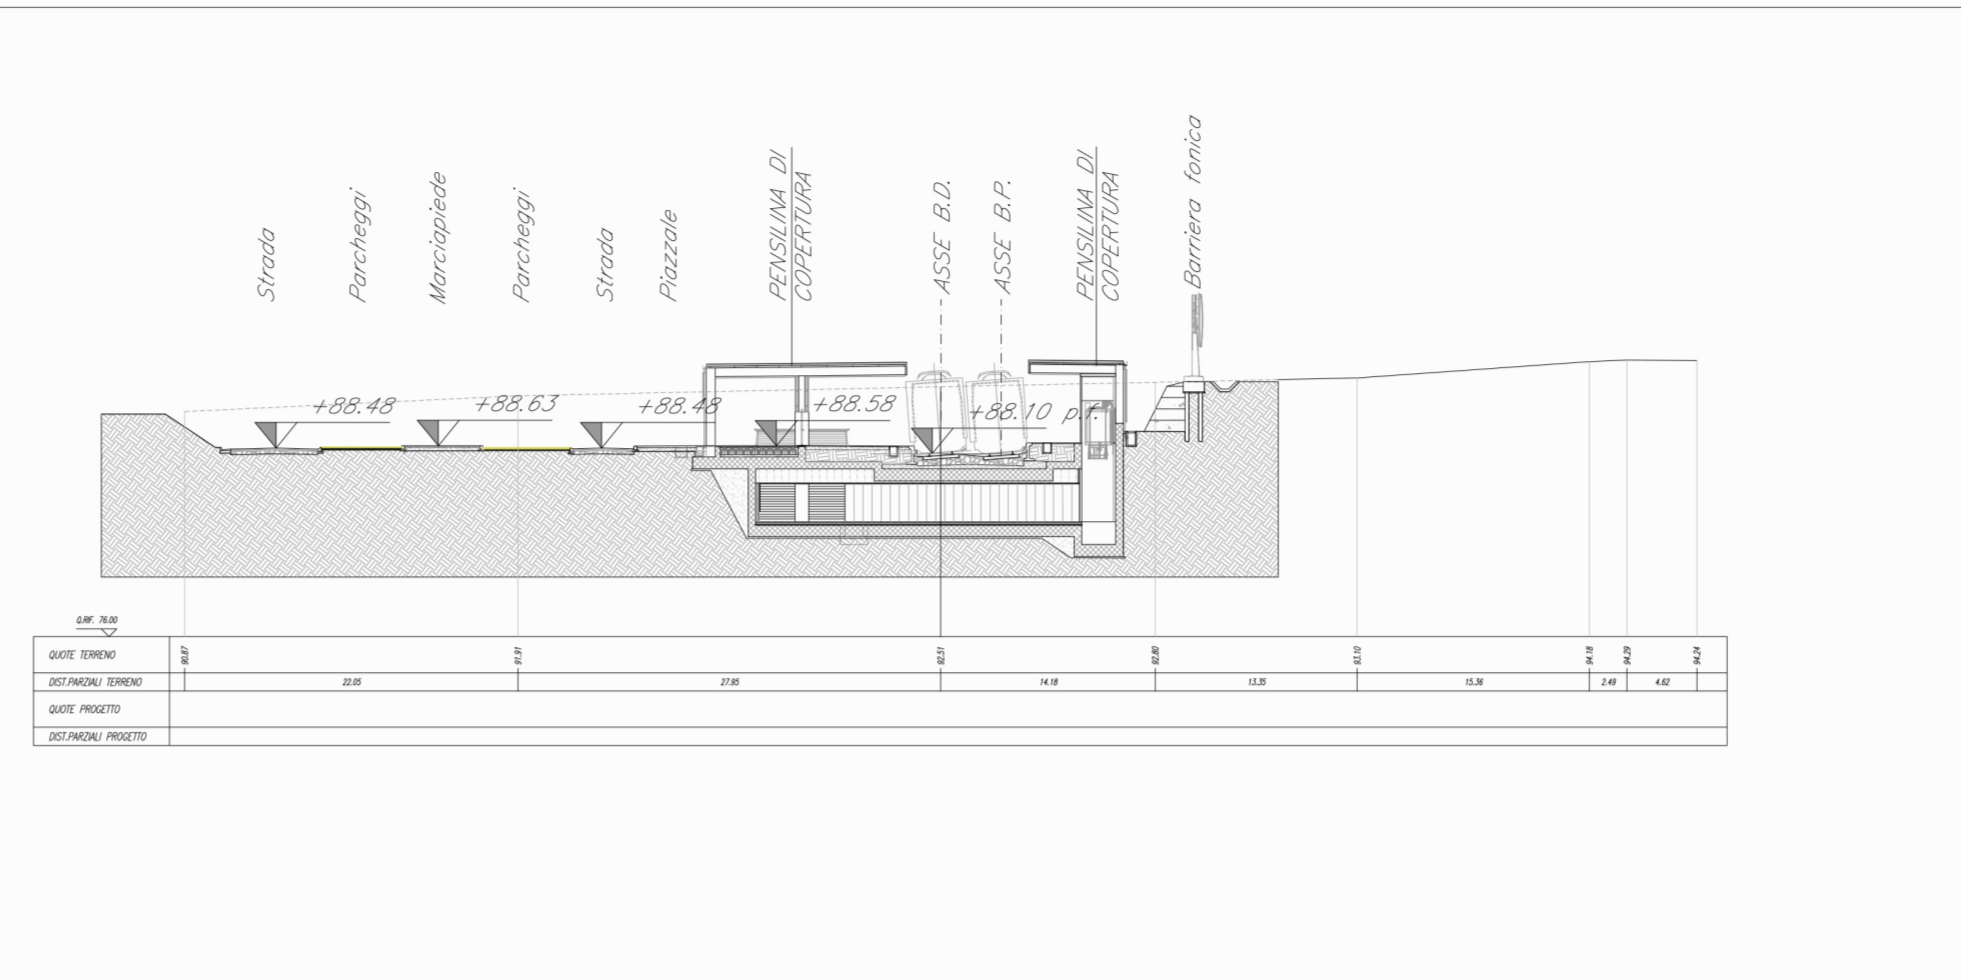 Strada
Parcheggi
Marciapiede
Parcheggi
Strada
Piazzale
PENSILINA DI
COPERTURA
ASSE B.D.
ASSE B.P.
PENSILINA DI
COPERTURA
Barriera fonica
+88.48
+88.63
+88.48
+88.58
+88.10 p.f.
Q.RIF. 76.00
QUOTE TERRENO 90.87 91.91 92.51 92.80 93.10 94.18 94.29 94.24
DIST.PARZIALI TERRENO 22.05 27.95 14.18 13.35 15.36 2.49 4.62
QUOTE PROGETTO
DIST.PARZIALI PROGETTO